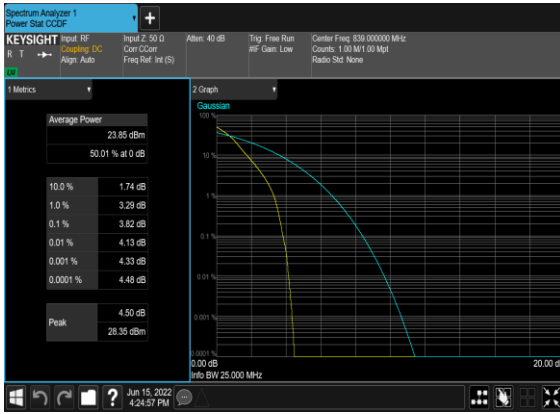 Spectrum Analyzer 1
Power Stat CCDF
+
KEYSIGHT
R T
LXI
Input: RF
Coupling: DC
Align: Auto
Input Z: 50 Ω
Corr CCorr
Freq Ref: Int (S)
Atten: 40 dB
Trig: Free Run
#IF Gain: Low
Center Freq: 839.000000 MHz
Counts: 1.00 M/1.00 Mpt
Radio Std: None
1 Metrics
Average Power
23.85 dBm
50.01 % at 0 dB
10.0 % 1.74 dB
1.0 % 3.29 dB
0.1 % 3.82 dB
0.01 % 4.13 dB
0.001 % 4.33 dB
0.0001 % 4.48 dB
Peak
4.50 dB
28.35 dBm
2 Graph
Gaussian
100 %
10 %
1 %
0.1 %
0.01 %
0.001 %
0.0001 %
0.00 dB
20.00 d
Info BW 25.000 MHz
?
Jun 15, 2022
4:24:57 PM